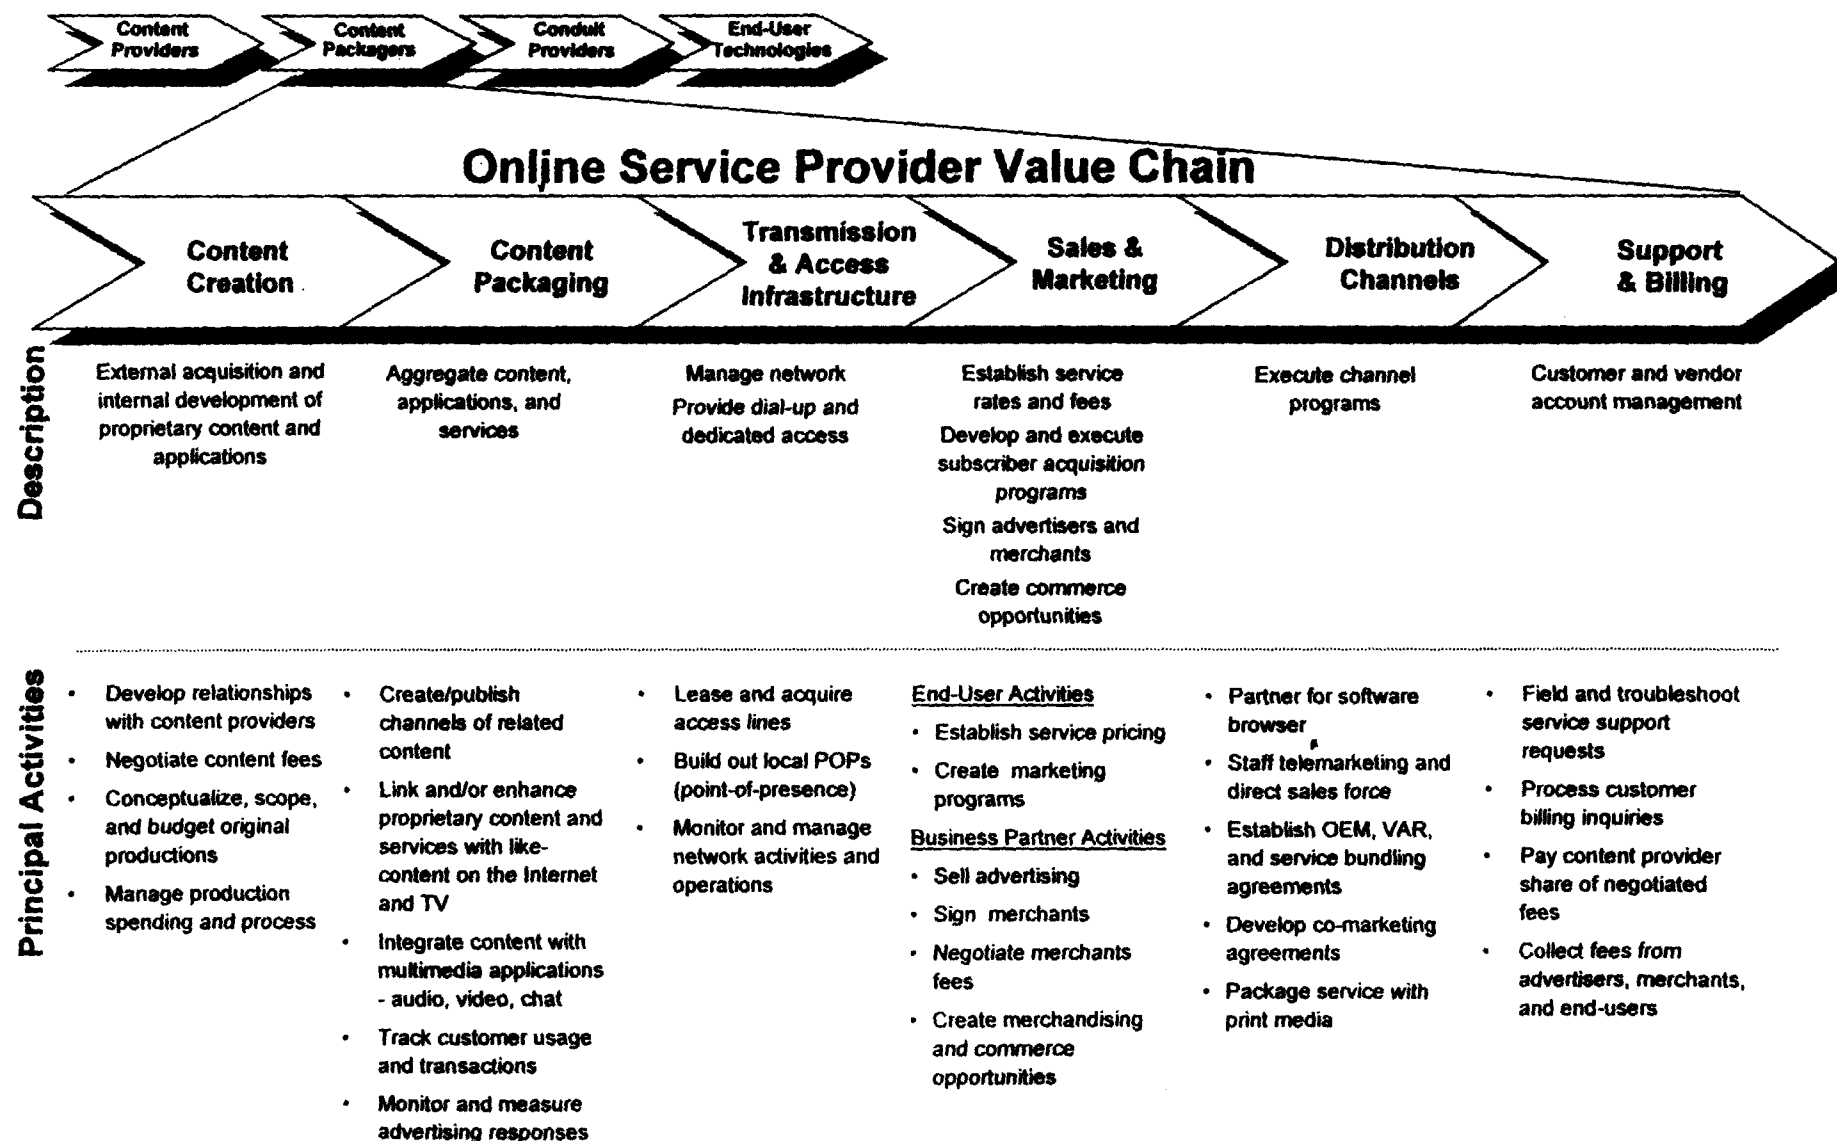 Content
Providers
Content
Packagers
Conduit
Providers
End-User
Technologies
Online Service Provider Value Chain
Content
Creation
Content
Packaging
Transmission
& Access
Infrastructure
Sales &
Marketing
Distribution
Channels
Support
& Billing
Description
External acquisition and
internal development of
proprietary content and
applications
Aggregate content,
applications, and
services
Manage network
Provide dial-up and
dedicated access
Establish service
rates and fees
Develop and execute
subscriber acquisition
programs
Sign advertisers and
merchants
Create commerce
opportunities
Execute channel
programs
Customer and vendor
account management
Principal Activities
• Develop relationships
with content providers
• Negotiate content fees
• Conceptualize, scope,
and budget original
productions
• Manage production
spending and process
• Create/publish
channels of related
content
• Link and/or enhance
proprietary content and
services with like-
content on the Internet
and TV
• Integrate content with
multimedia applications
- audio, video, chat
• Track customer usage
and transactions
• Monitor and measure
advertising responses
• Lease and acquire
access lines
• Build out local POPs
(point-of-presence)
• Monitor and manage
network activities and
operations
End-User Activities
• Establish service pricing
• Create marketing
programs
Business Partner Activities
• Sell advertising
• Sign merchants
• Negotiate merchants
fees
• Create merchandising
and commerce
opportunities
• Partner for software
browser
• Staff telemarketing and
direct sales force
• Establish OEM, VAR,
and service bundling
agreements
• Develop co-marketing
agreements
• Package service with
print media
• Field and troubleshoot
service support
requests
• Process customer
billing inquiries
• Pay content provider
share of negotiated
fees
• Collect fees from
advertisers, merchants,
and end-users